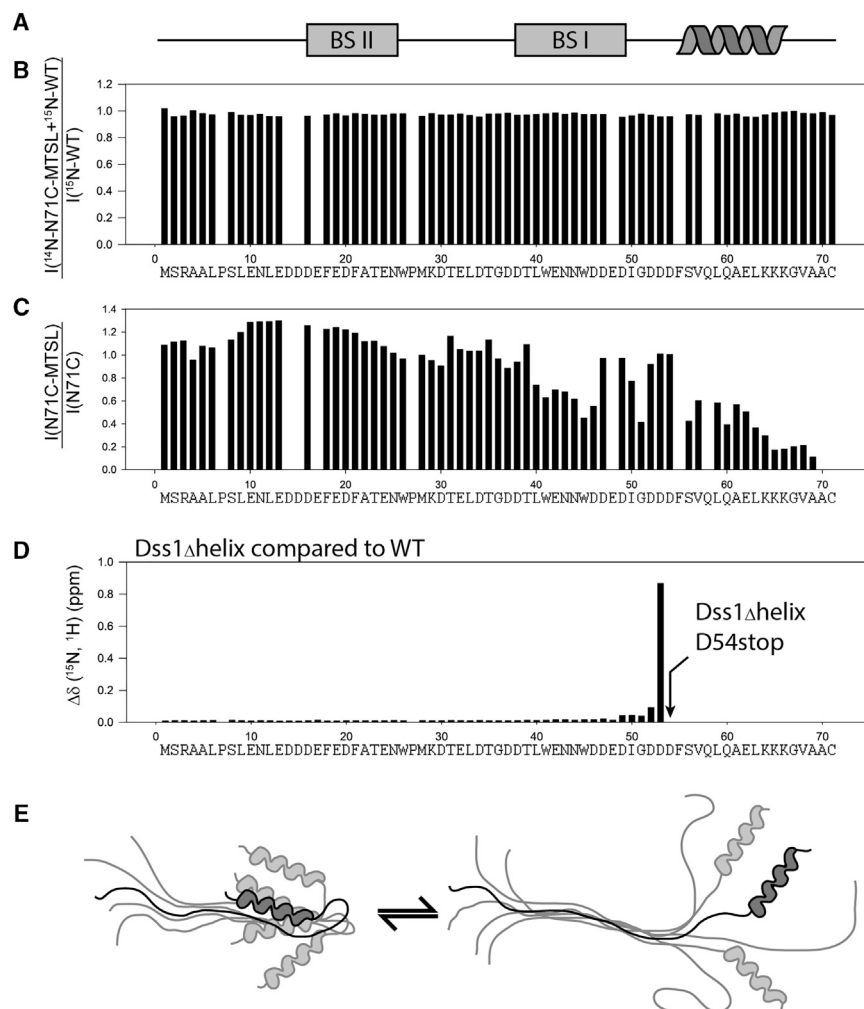 A
BS II
BS I
B
I(¹⁴N-N71C-MTSL+¹⁵N-WT)
I(¹⁵N-WT)
1.2
1.0
0.8
0.6
0.4
0.2
0.0
0 10 20 30 40 50 60 70
MSRAALPSLENLEDDDEFEDFATENWPMKDTELDTGDDTLWENNWDDEDIGDDDFSVQLQAELKKKGVAAC
C
I(N71C-MTSL)
I(N71C)
1.4
1.2
1.0
0.8
0.6
0.4
0.2
0.0
0 10 20 30 40 50 60 70
MSRAALPSLENLEDDDEFEDFATENWPMKDTELDTGDDTLWENNWDDEDIGDDDFSVQLQAELKKKGVAAC
D
Dss1Δhelix compared to WT
Δδ (¹⁵N, ¹H) (ppm)
1.0
0.8
0.6
0.4
0.2
0.0
Dss1Δhelix
D54stop
0 10 20 30 40 50 60 70
MSRAALPSLENLEDDDEFEDFATENWPMKDTELDTGDDTLWENNWDDEDIGDDDFSVQLQAELKKKGVAAC
E